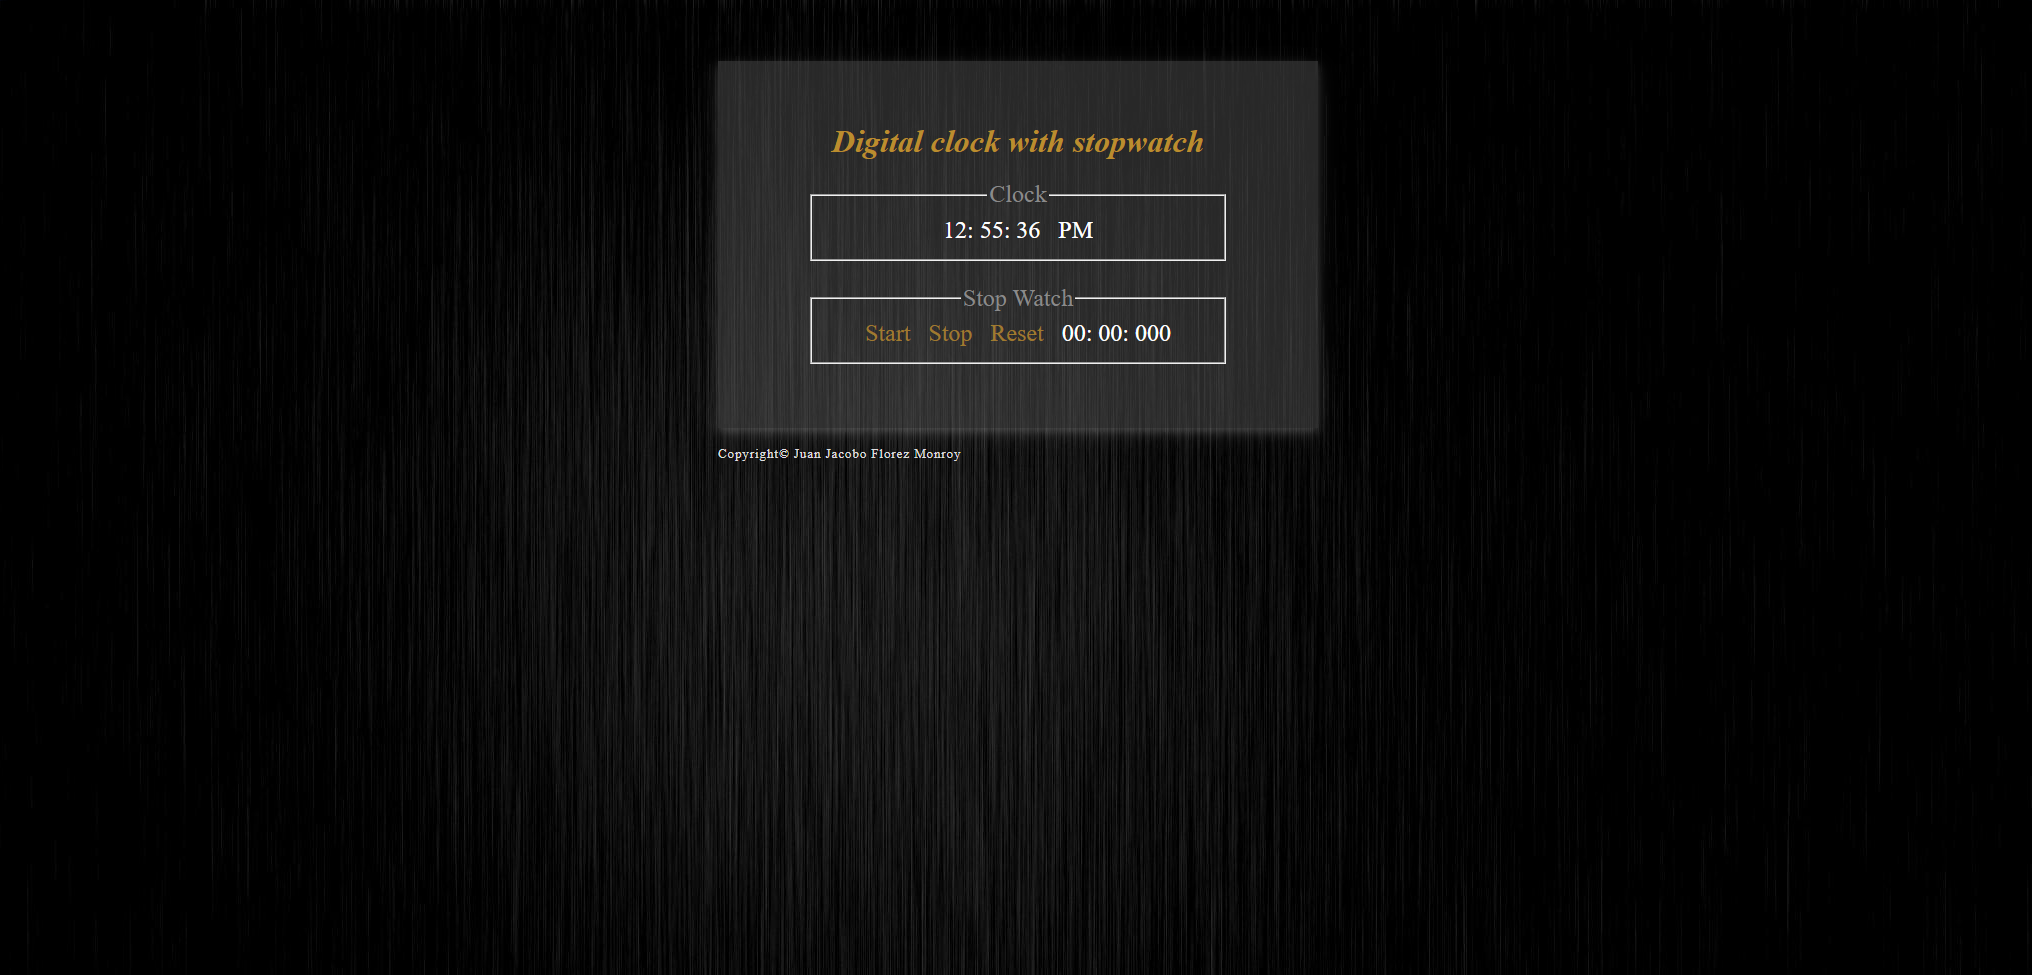 Digital clock with stopwatch
Clock
12: 55: 36 PM
Stop Watch
Start Stop Reset 00: 00: 000
Copyright© Juan Jacobo Florez Monroy